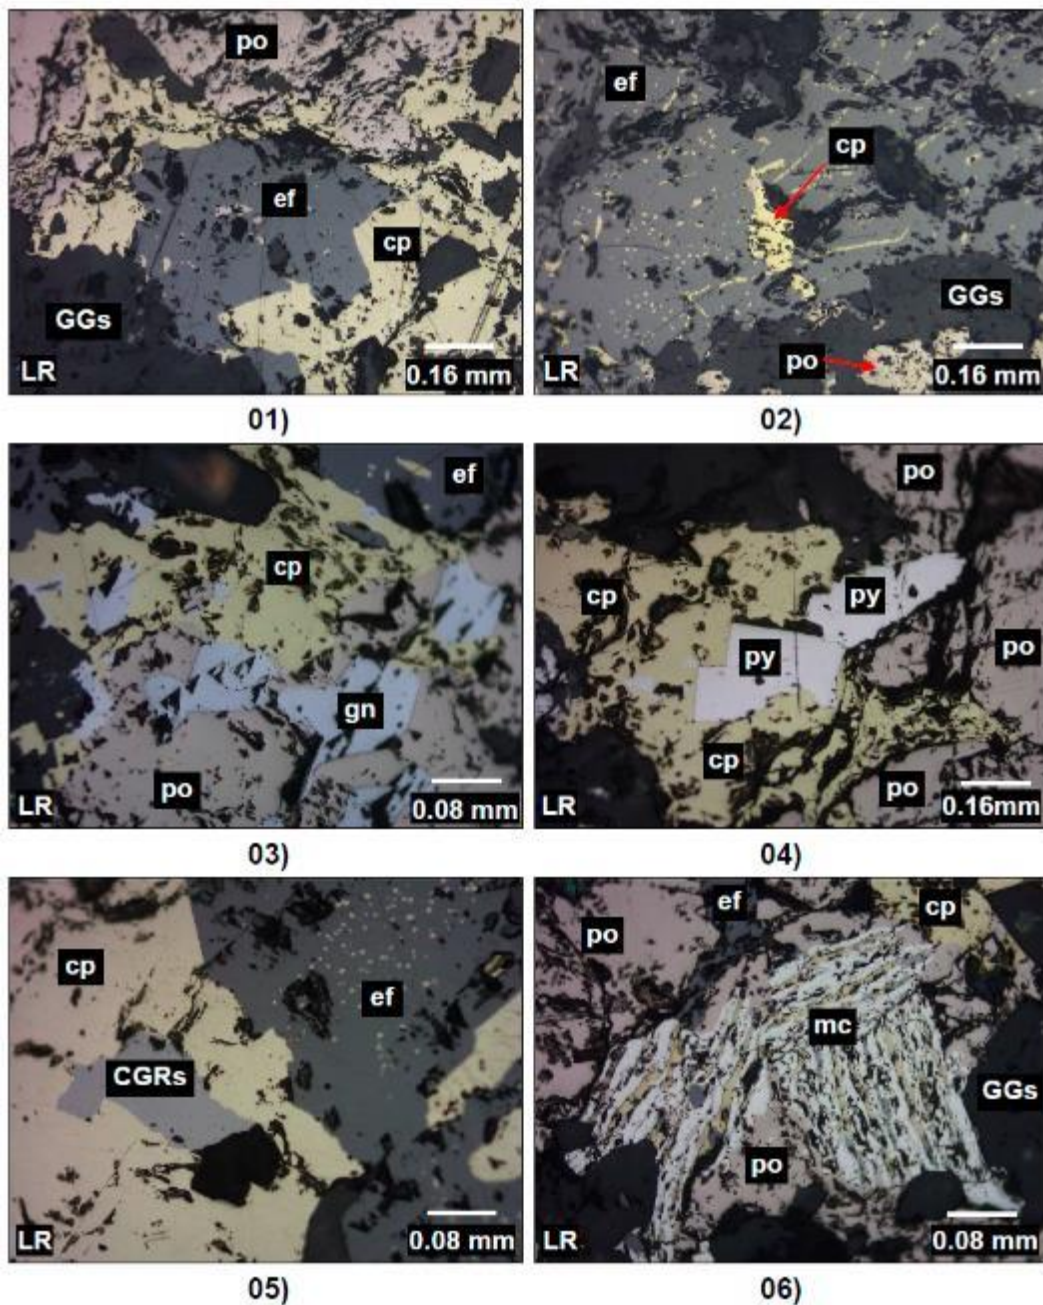 po
ef
cp
GGs
LR
0.16 mm
01)
ef
cp
GGs
po
LR
0.16 mm
02)
ef
cp
gn
po
LR
0.08 mm
03)
po
cp
py
py
po
cp
po
LR
0.16mm
04)
cp
ef
CGRs
LR
0.08 mm
05)
ef
cp
po
mc
GGs
po
LR
0.08 mm
06)